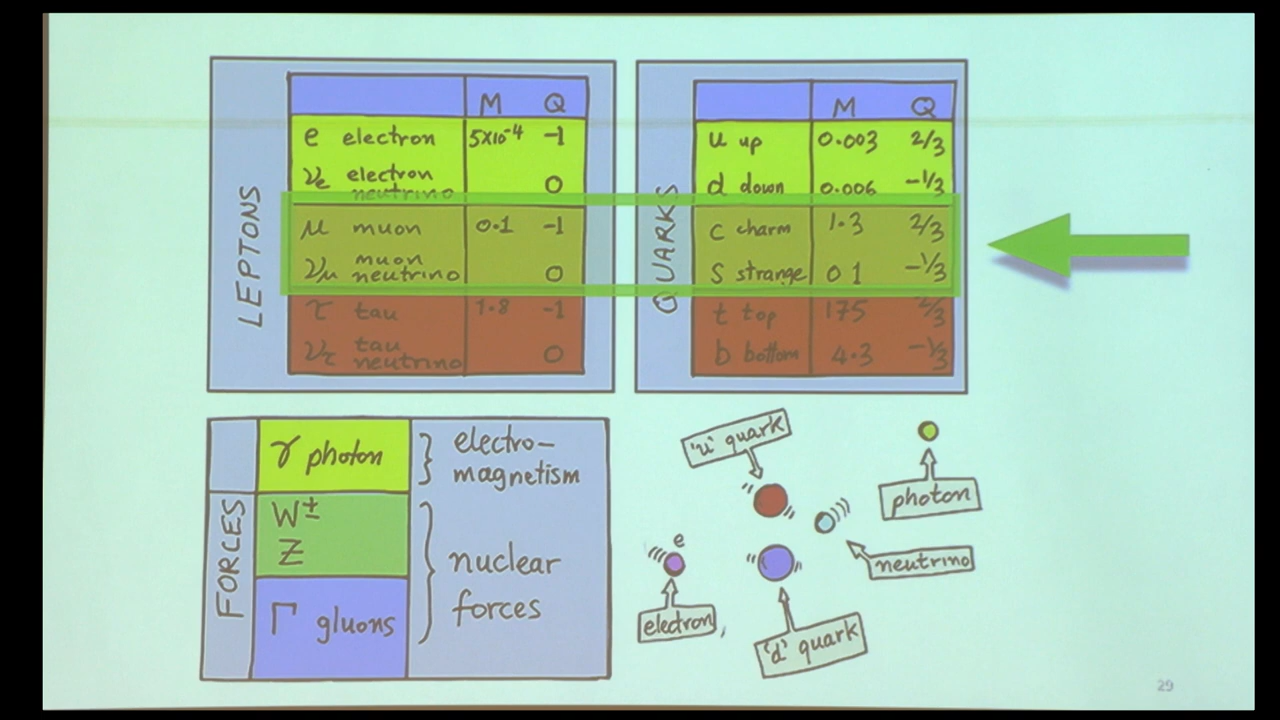 LEPTONS
M Q
e electron 5x10⁻⁴ -1
νe electron
neutrino 0
μ muon 0.1 -1
νμ muon
neutrino 0
τ tau 1.8 -1
ντ tau
neutrino 0
QUARKS
M Q
u up 0.003 2/3
d down 0.006 -1/3
c charm 1.3 2/3
s strange 0 1 -1/3
t top 175 2/3
b bottom 4.3 -1/3
FORCES
γ photon
electro-
magnetism
W±
Z
Γ gluons
nuclear
forces
'u' quark
photon
neutrino
e
electron
'd' quark
29